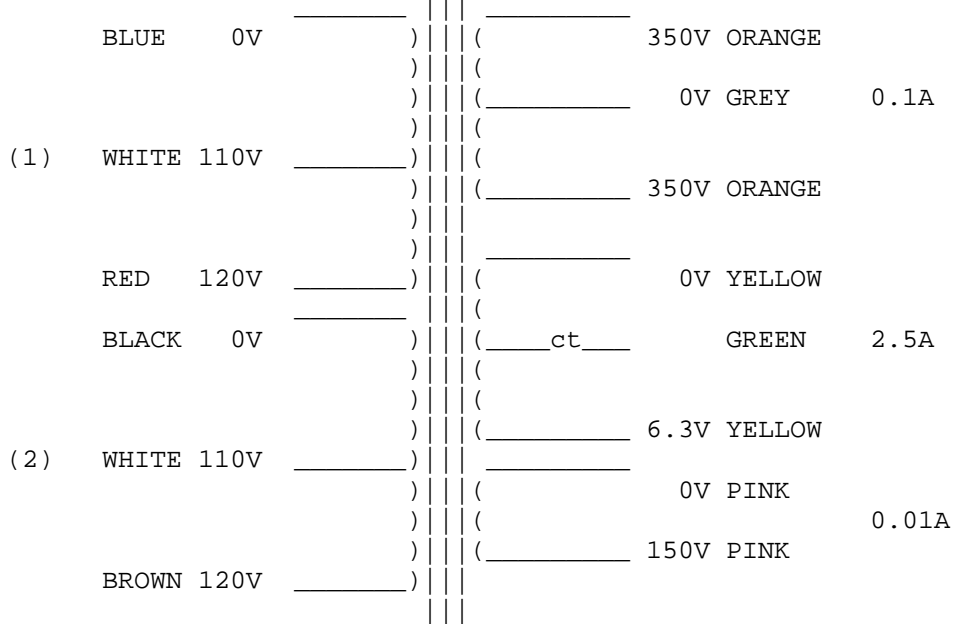 BLUE 0V 350V ORANGE
0V GREY 0.1A
(1) WHITE 110V
350V ORANGE
RED 120V 0V YELLOW
BLACK 0V ct GREEN 2.5A
6.3V YELLOW
(2) WHITE 110V
0V PINK
0.01A
150V PINK
BROWN 120V